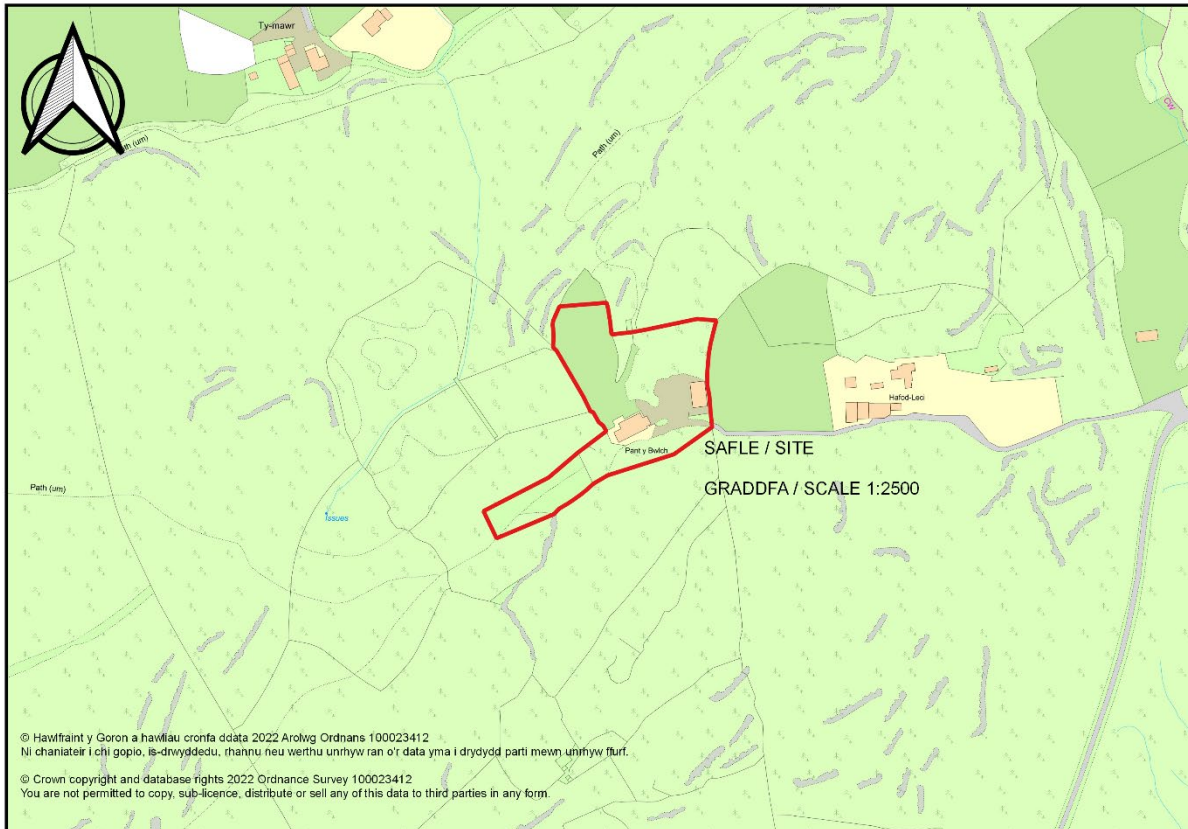 Ty-mawr
Path (um)
Path (um)
CW
Hafod-Leci
Pant y Bwlch
SAFLE / SITE
GRADDFA / SCALE 1:2500
Path (um)
Issues
© Hawlfraint y Goron a hawliau cronfa ddata 2022 Arolwg Ordnans 100023412
Ni chaniateir i chi gopïo, is-drwyddedu, rhannu neu werthu unrhyw ran o'r data yma i drydydd parti mewn unrhyw ffurf.
© Crown copyright and database rights 2022 Ordnance Survey 100023412
You are not permitted to copy, sub-licence, distribute or sell any of this data to third parties in any form.